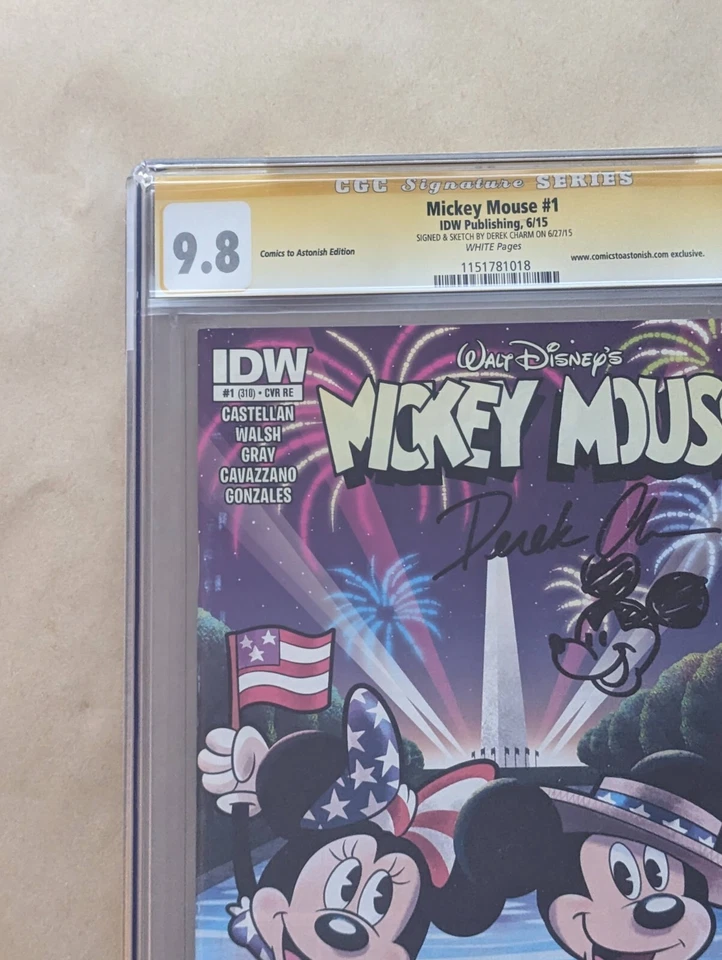 CGC Signature SERIES
Mickey Mouse #1
IDW Publishing, 6/15
SIGNED & SKETCH BY DEREK CHARM ON 6/27/15
WHITE Pages
9.8
Comics to Astonish Edition
www.comicstoastonish.com exclusive.
1151781018
IDW
#1 (310) • CVR RE
CASTELLAN
WALSH
GRAY
CAVAZZANO
GONZALES
WALT DISNEY'S
MICKEY MOUS
Derek Ch